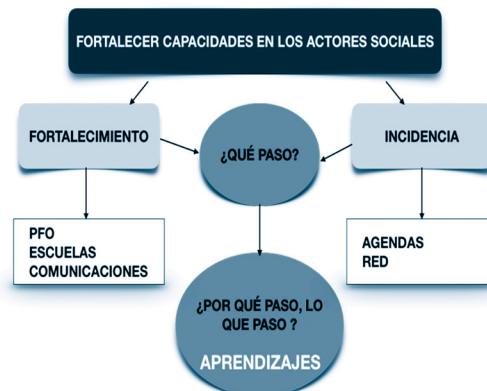 FORTALECER CAPACIDADES EN LOS ACTORES SOCIALES
FORTALECIMIENTO
¿QUÉ PASO?
INCIDENCIA
PFO
ESCUELAS
COMUNICACIONES
AGENDAS
RED
¿POR QUÉ PASO, LO
QUE PASO ?
APRENDIZAJES